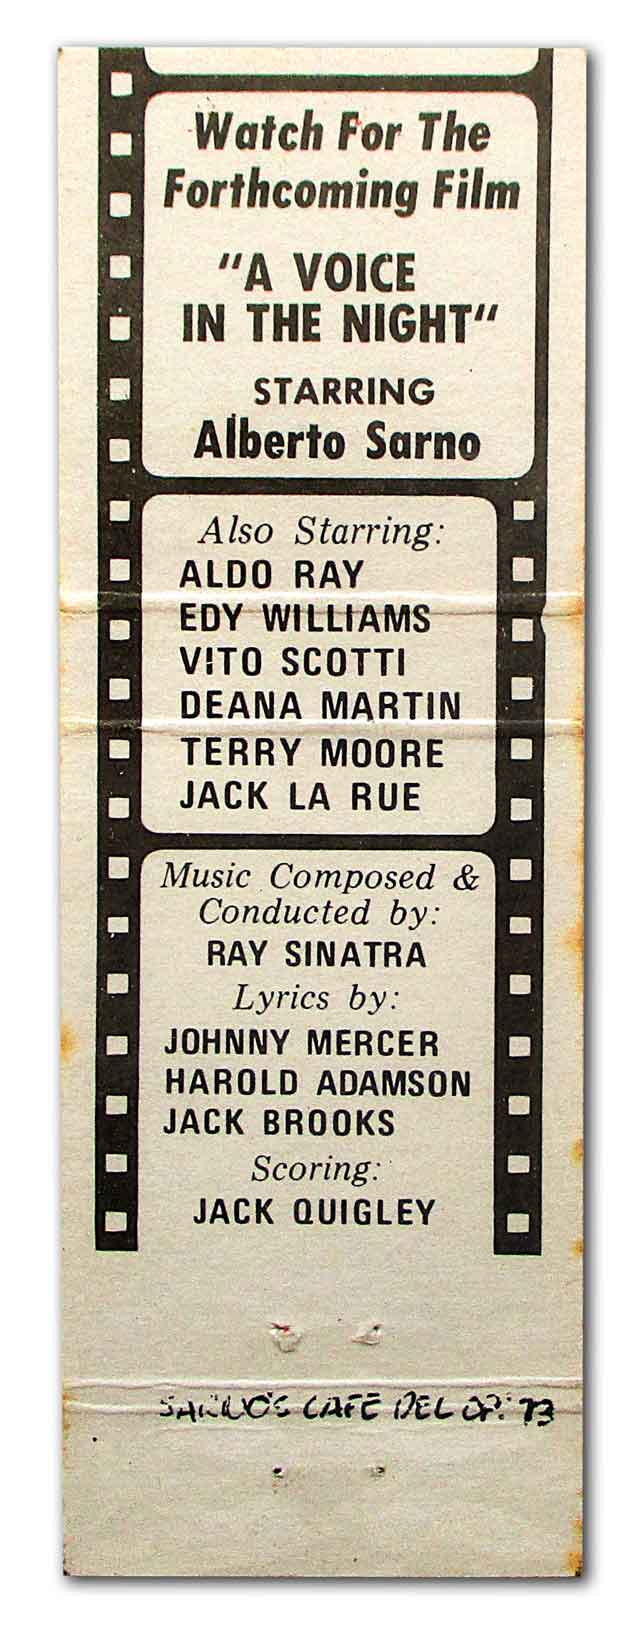 Watch For The
Forthcoming Film
"A VOICE
IN THE NIGHT"
STARRING
Alberto Sarno
Also Starring:
ALDO RAY
EDY WILLIAMS
VITO SCOTTI
DEANA MARTIN
TERRY MOORE
JACK LA RUE
Music Composed &
Conducted by:
RAY SINATRA
Lyrics by:
JOHNNY MERCER
HAROLD ADAMSON
JACK BROOKS
Scoring:
JACK QUIGLEY
SARNO'S CAFE DEL 73